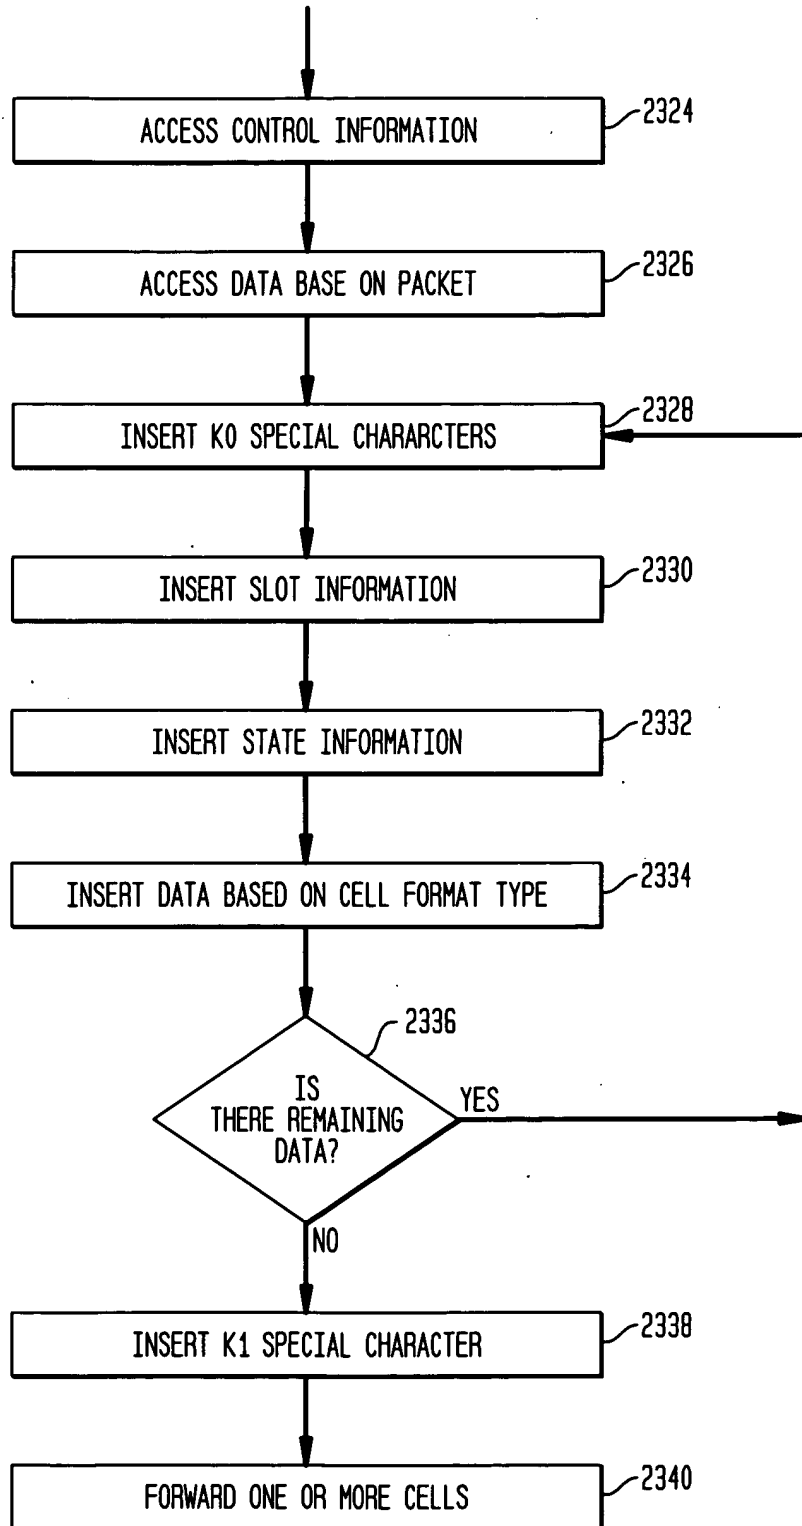 ACCESS CONTROL INFORMATION
2324
ACCESS DATA BASE ON PACKET
2326
INSERT K0 SPECIAL CHARARCTERS
2328
INSERT SLOT INFORMATION
2330
INSERT STATE INFORMATION
2332
INSERT DATA BASED ON CELL FORMAT TYPE
2334
2336
IS
THERE REMAINING
DATA?
YES
NO
INSERT K1 SPECIAL CHARACTER
2338
FORWARD ONE OR MORE CELLS
2340